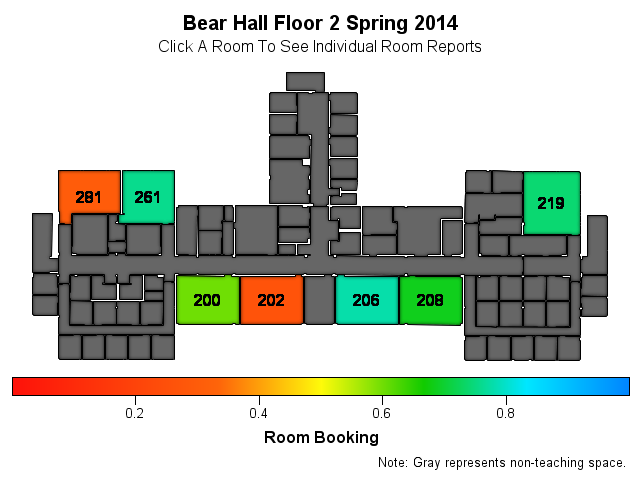 Bear Hall Floor 2 Spring 2014
Click A Room To See Individual Room Reports
281 261
219
200 202 206 208
0.2 0.4 0.6 0.8
Room Booking
Note: Gray represents non-teaching space.